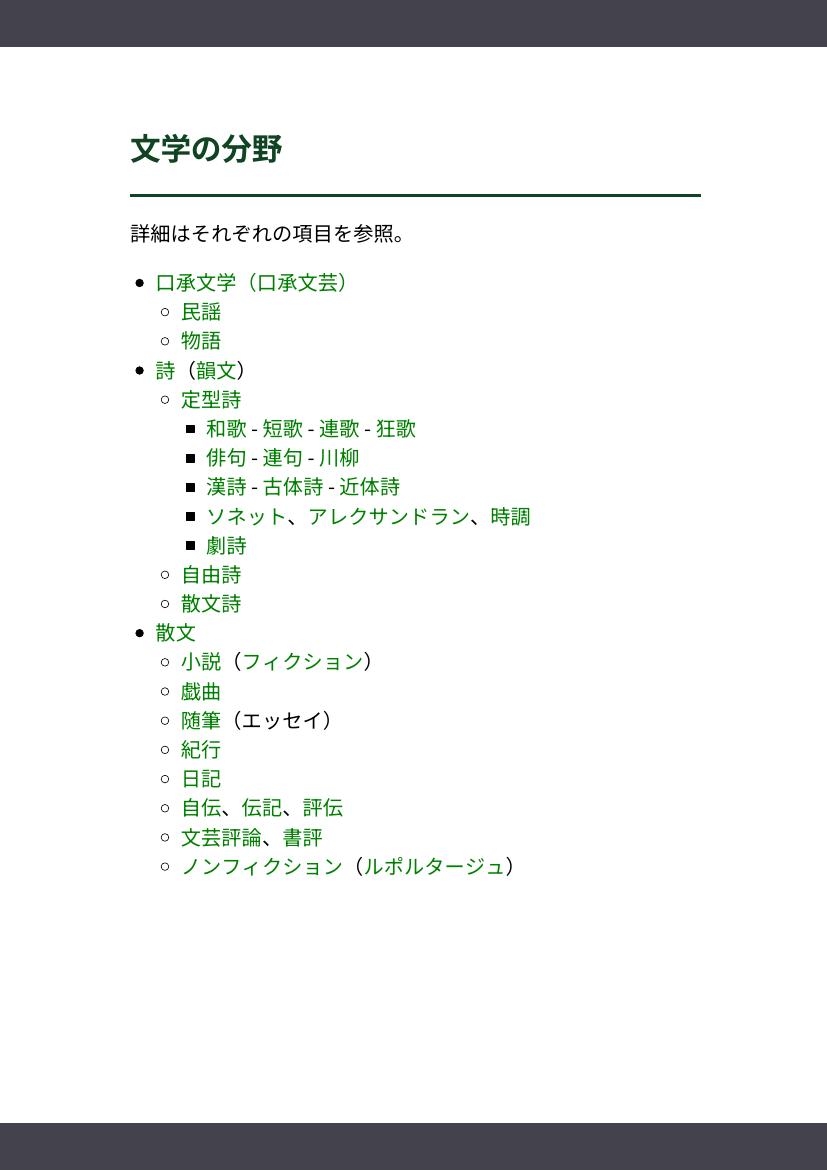 文学の分野
詳細はそれぞれの項目を参照。
口承文学（口承文芸）
民謡
物語
詩（韻文）
定型詩
和歌 - 短歌 - 連歌 - 狂歌
俳句 - 連句 - 川柳
漢詩 - 古体詩 - 近体詩
ソネット、アレクサンドラン、時調
劇詩
自由詩
散文詩
散文
小説（フィクション）
戯曲
随筆（エッセイ）
紀行
日記
自伝、伝記、評伝
文芸評論、書評
ノンフィクション（ルポルタージュ）